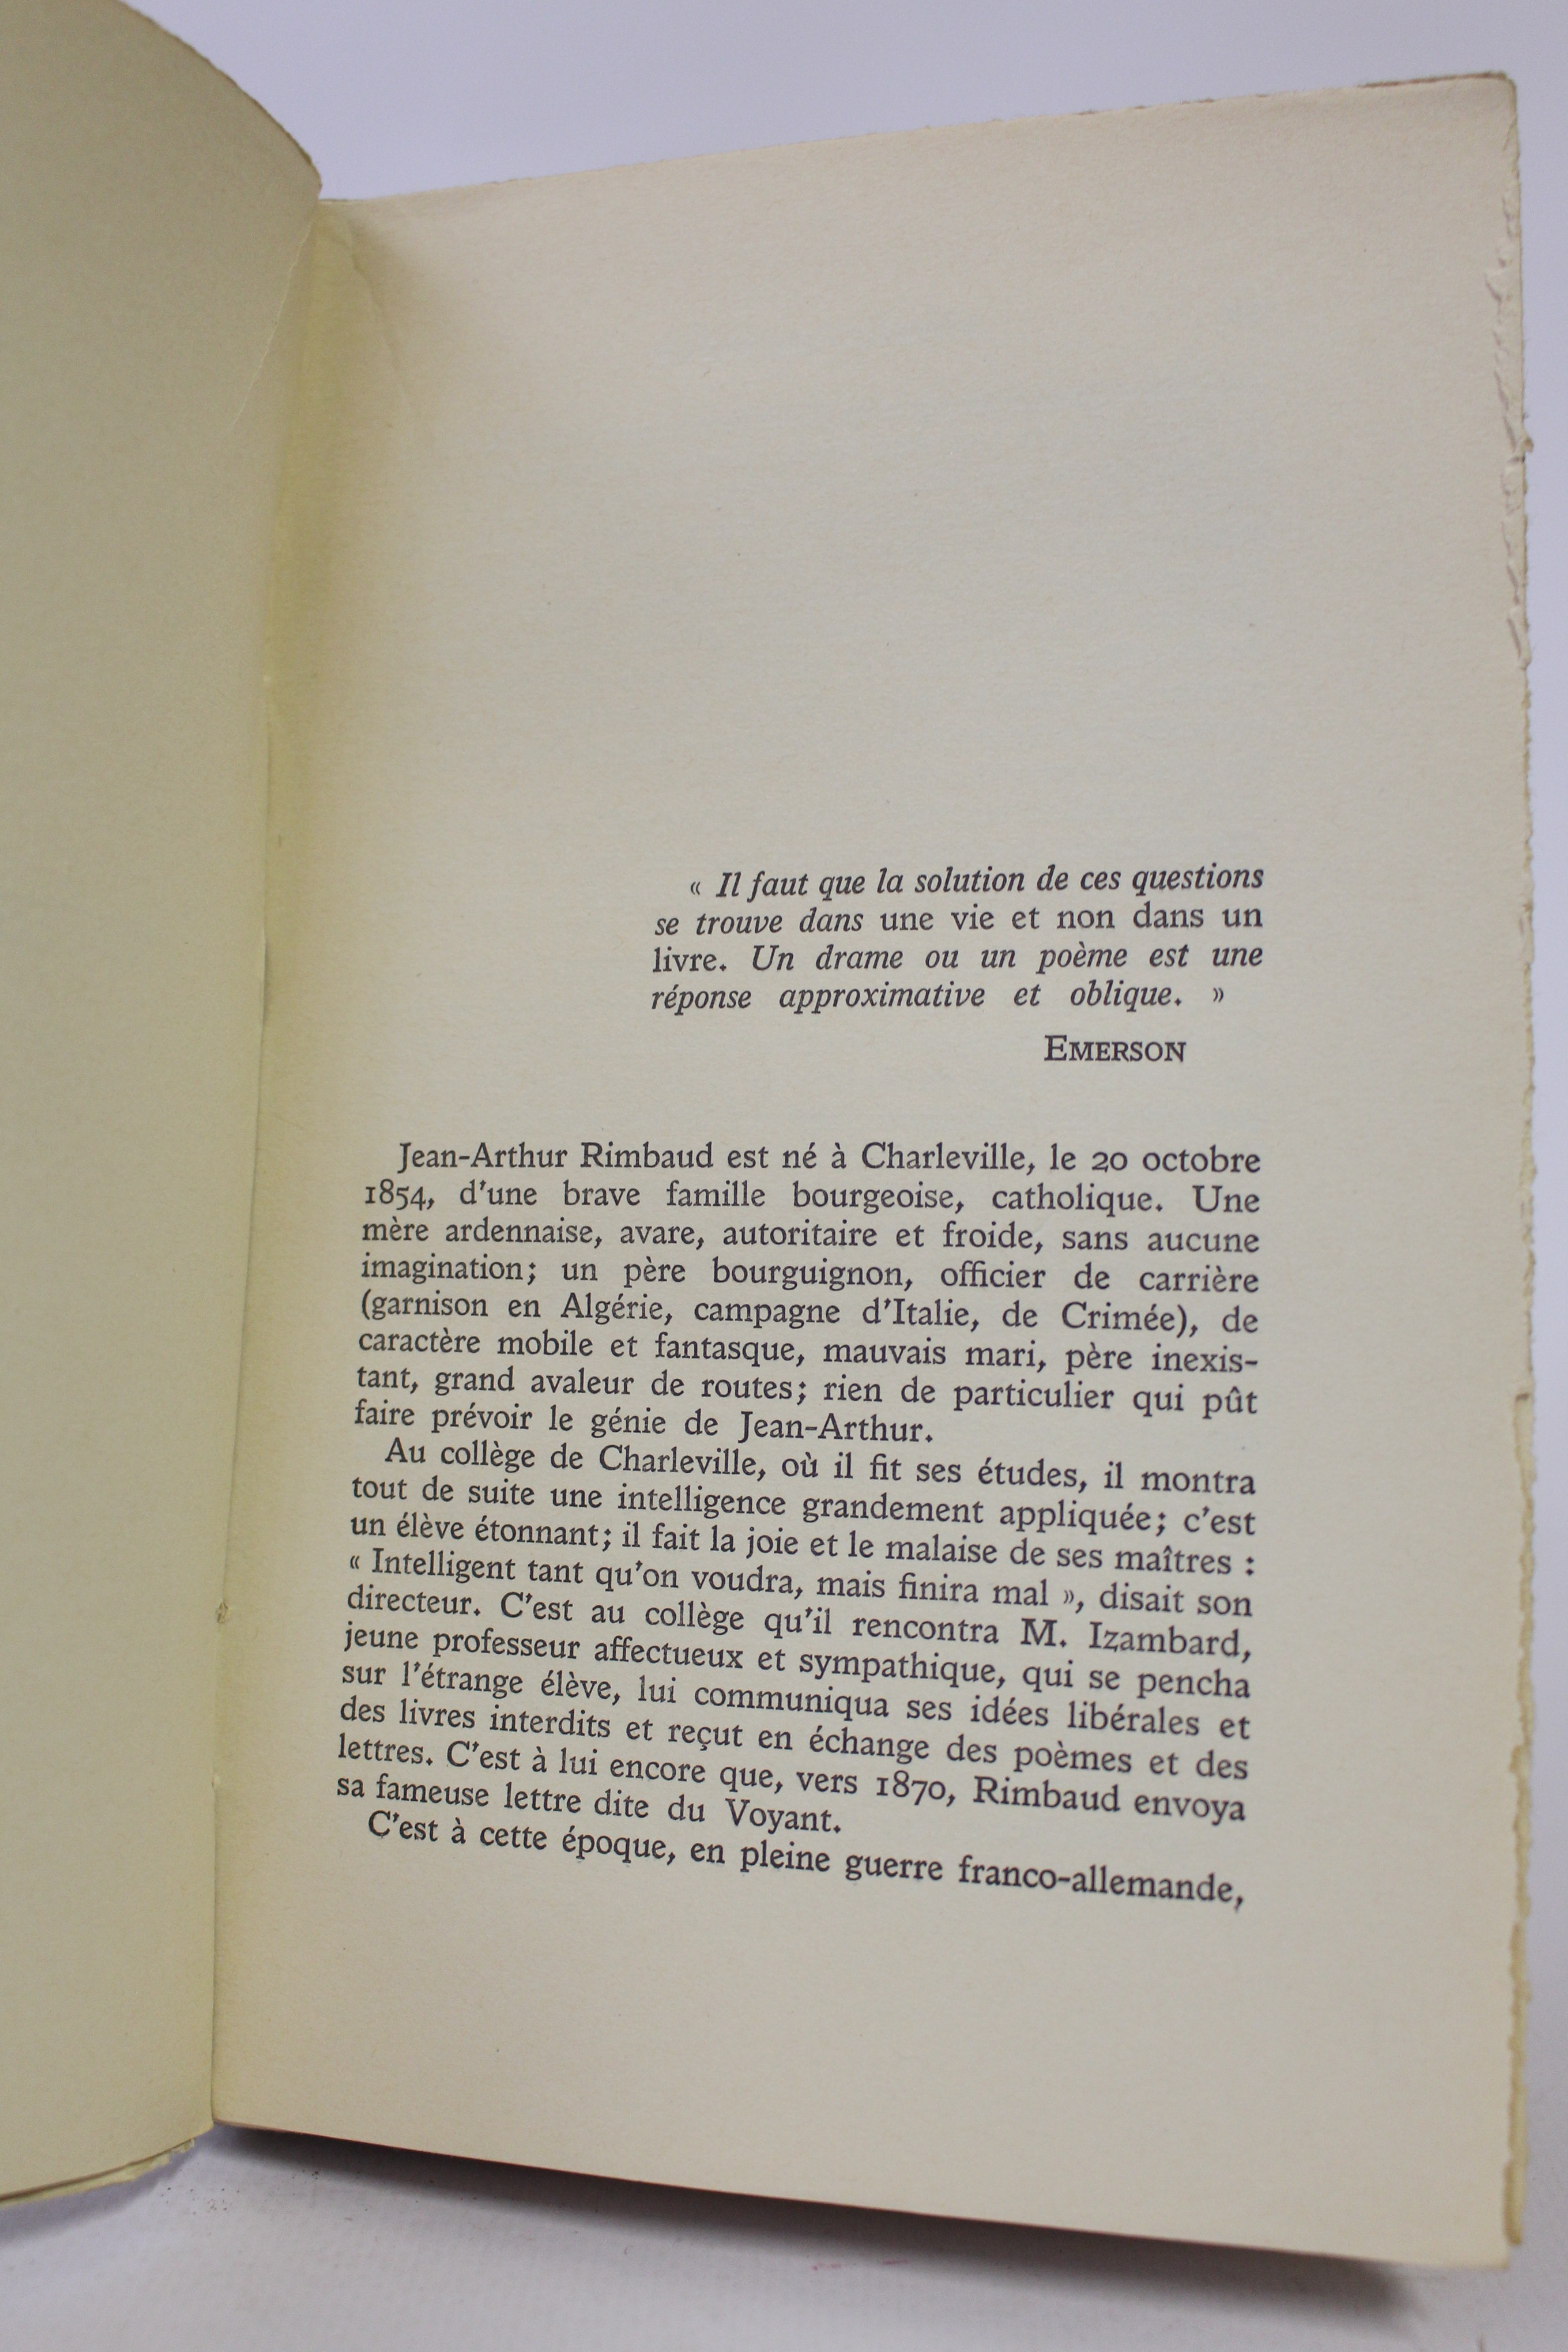 « Il faut que la solution de ces questions
se trouve dans une vie et non dans un
livre. Un drame ou un poème est une
réponse approximative et oblique. »
EMERSON
Jean-Arthur Rimbaud est né à Charleville, le 20 octobre
1854, d'une brave famille bourgeoise, catholique. Une
mère ardennaise, avare, autoritaire et froide, sans aucune
imagination; un père bourguignon, officier de carrière
(garnison en Algérie, campagne d'Italie, de Crimée), de
caractère mobile et fantasque, mauvais mari, père inexis-
tant, grand avaleur de routes; rien de particulier qui pût
faire prévoir le génie de Jean-Arthur.
Au collège de Charleville, où il fit ses études, il montra
tout de suite une intelligence grandement appliquée; c'est
un élève étonnant; il fait la joie et le malaise de ses maîtres :
« Intelligent tant qu'on voudra, mais finira mal », disait son
directeur. C'est au collège qu'il rencontra M. Izambard,
jeune professeur affectueux et sympathique, qui se pencha
sur l'étrange élève, lui communiqua ses idées libérales et
des livres interdits et reçut en échange des poèmes et des
lettres. C'est à lui encore que, vers 1870, Rimbaud envoya
sa fameuse lettre dite du Voyant.
C'est à cette époque, en pleine guerre franco-allemande,